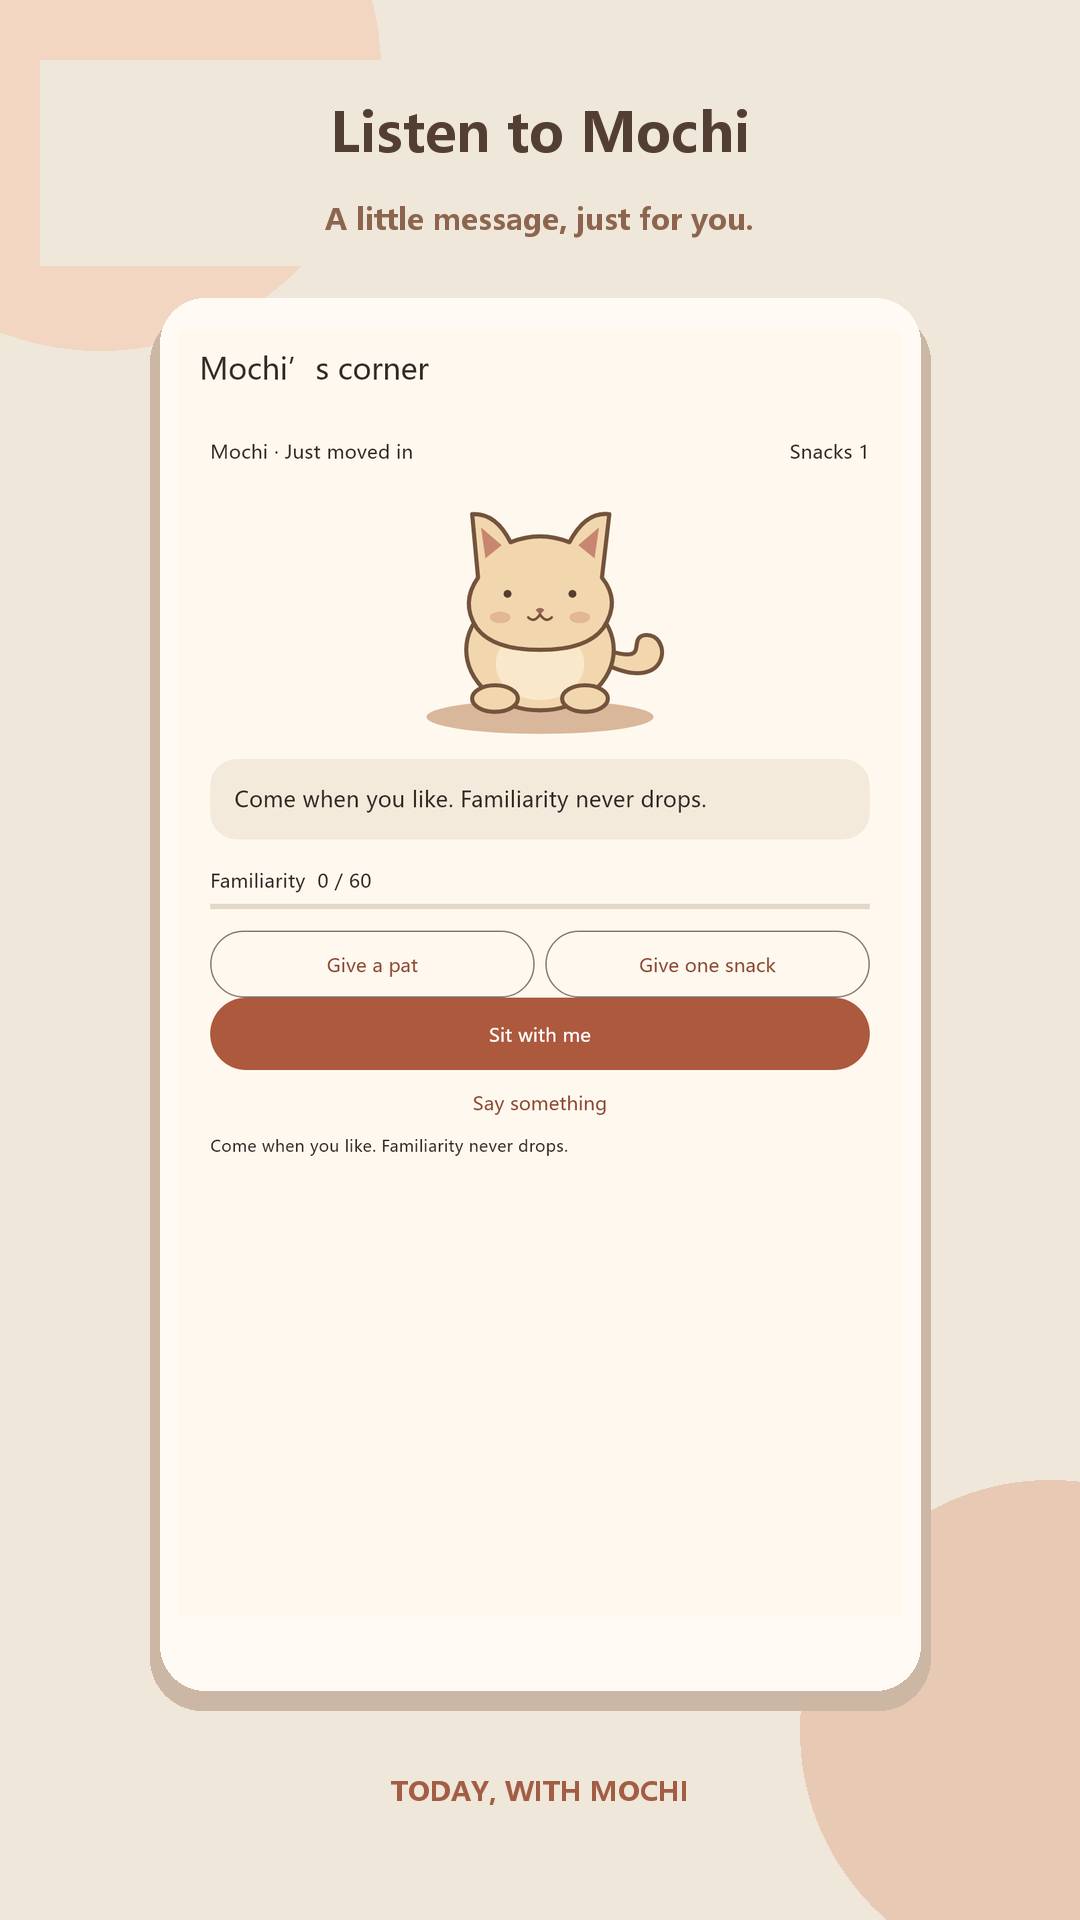 Listen to Mochi
A little message, just for you.
Mochi’s corner
Mochi · Just moved in
Snacks 1
Come when you like. Familiarity never drops.
Familiarity 0 / 60
Give a pat
Give one snack
Sit with me
Say something
Come when you like. Familiarity never drops.
TODAY, WITH MOCHI